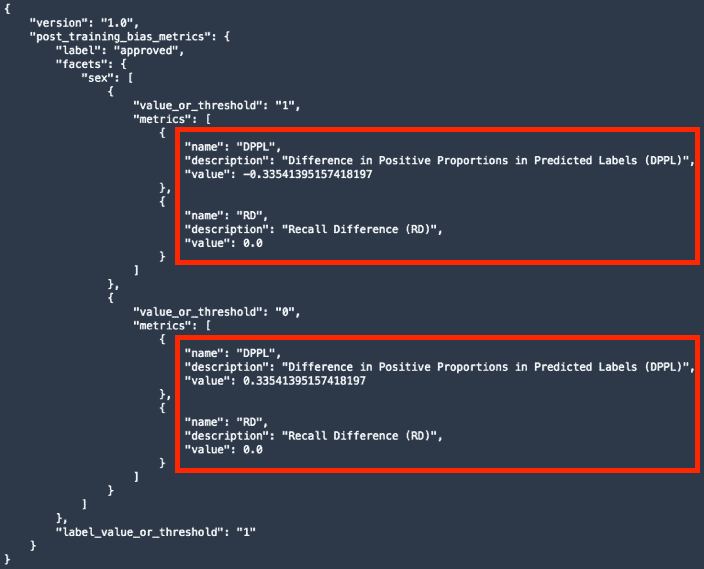 {
    "version": "1.0",
    "post_training_bias_metrics": {
        "label": "approved",
        "facets": {
            "sex": [
                {
                    "value_or_threshold": "1",
                    "metrics": [
                        {
                            "name": "DPPL",
                            "description": "Difference in Positive Proportions in Predicted Labels (DPPL)",
                            "value": -0.33541395157418197
                        },
                        {
                            "name": "RD",
                            "description": "Recall Difference (RD)",
                            "value": 0.0
                        }
                    ]
                },
                {
                    "value_or_threshold": "0",
                    "metrics": [
                        {
                            "name": "DPPL",
                            "description": "Difference in Positive Proportions in Predicted Labels (DPPL)",
                            "value": 0.33541395157418197
                        },
                        {
                            "name": "RD",
                            "description": "Recall Difference (RD)",
                            "value": 0.0
                        }
                    ]
                }
            ]
        },
        "label_value_or_threshold": "1"
    }
}